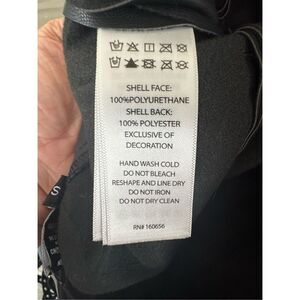 SHELL FACE:
100%POLYURETHANE
SHELL BACK:
100% POLYESTER
EXCLUSIVE OF
DECORATION
HAND WASH COLD
DO NOT BLEACH
RESHAPE AND LINE DRY
DO NOT IRON
DO NOT DRY CLEAN
RN# 160656
S